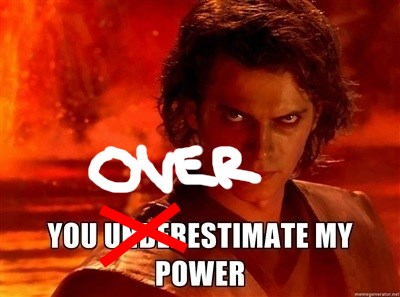 OVER
YOU UNDERESTIMATE MY
POWER
memegenerator.net